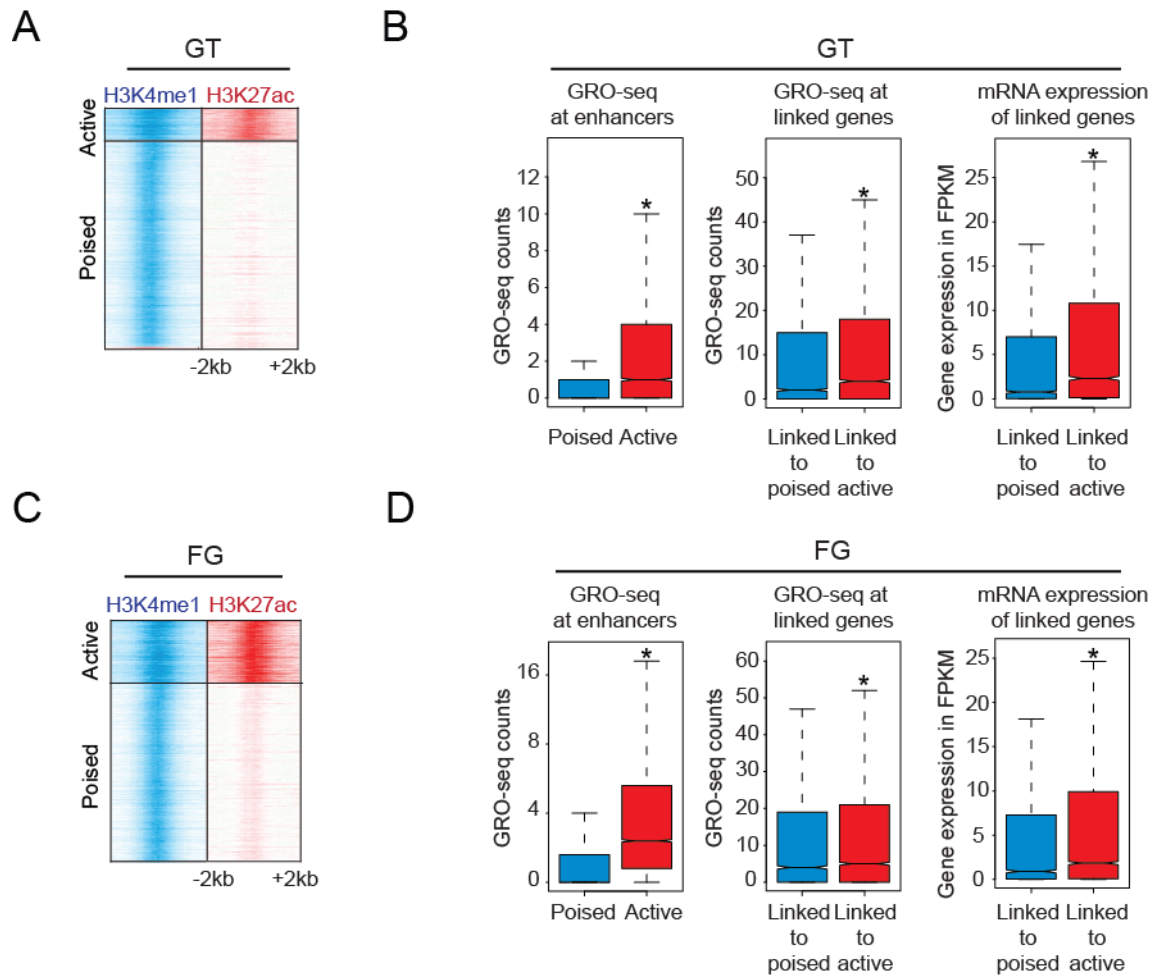 A
GT
H3K4me1 H3K27ac
Active
Poised
-2kb +2kb
B
GT
GRO-seq
at enhancers
GRO-seq counts
12
10
8
6
4
2
0
*
Poised Active
GRO-seq at
linked genes
GRO-seq counts
50
40
30
20
10
0
*
Linked Linked
to to
poised active
mRNA expression
of linked genes
Gene expression in FPKM
25
20
15
10
5
0
*
Linked Linked
to to
poised active
C
FG
H3K4me1 H3K27ac
Active
Poised
-2kb +2kb
D
FG
GRO-seq
at enhancers
GRO-seq counts
16
8
4
0
*
Poised Active
GRO-seq at
linked genes
GRO-seq counts
60
50
40
30
20
10
0
*
Linked Linked
to to
poised active
mRNA expression
of linked genes
Gene expression in FPKM
25
20
15
10
5
0
*
Linked Linked
to to
poised active